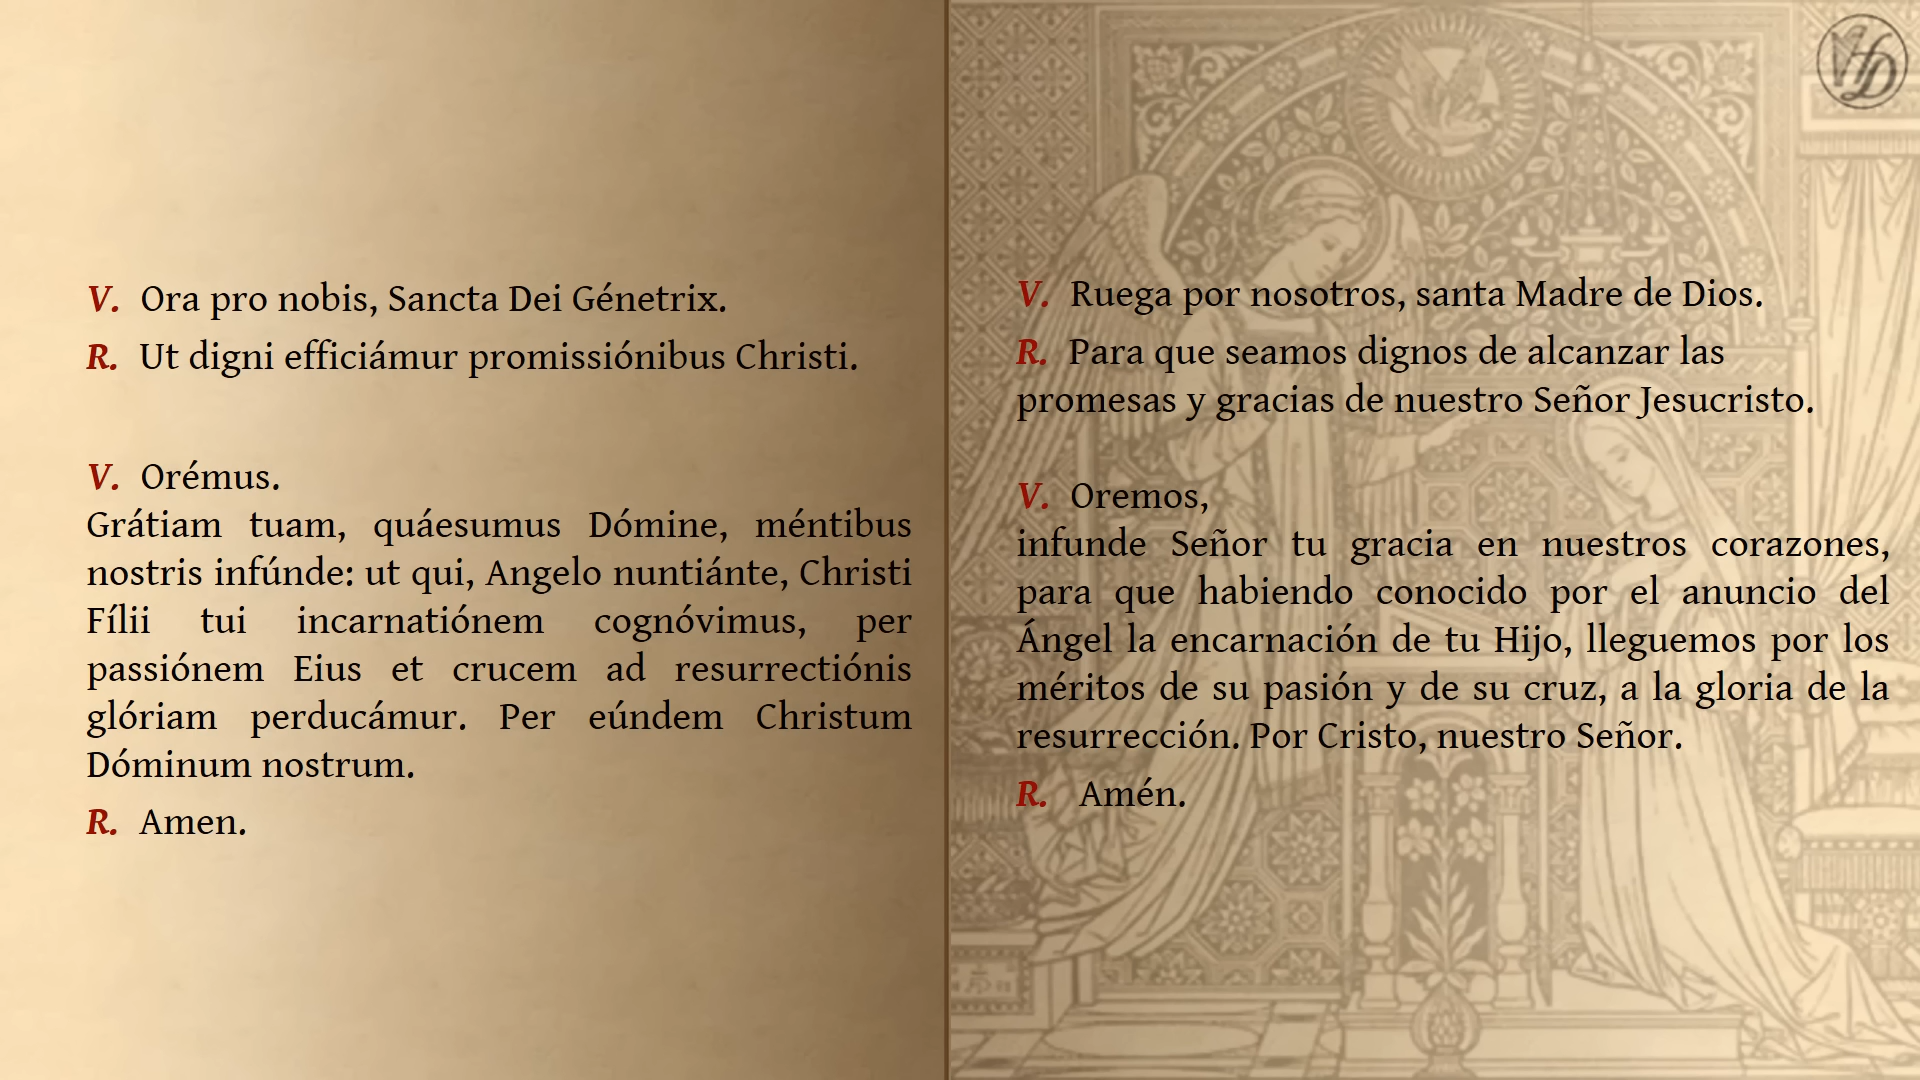 V. Ora pro nobis, Sancta Dei Génetrix.
R. Ut digni efficiámur promissiónibus Christi.
V. Orémus.
Grátiam tuam, quáesumus Dómine, méntibus
nostris infúnde: ut qui, Angelo nuntiánte, Christi
Fílii tui incarnatiónem cognóvimus, per
passiónem Eius et crucem ad resurrectiónis
glóriam perducámur. Per eúndem Christum
Dóminum nostrum.
R. Amen.
V. Ruega por nosotros, santa Madre de Dios.
R. Para que seamos dignos de alcanzar las
promesas y gracias de nuestro Señor Jesucristo.
V. Oremos,
infunde Señor tu gracia en nuestros corazones,
para que habiendo conocido por el anuncio del
Ángel la encarnación de tu Hijo, lleguemos por los
méritos de su pasión y de su cruz, a la gloria de la
resurrección. Por Cristo, nuestro Señor.
R. Amén.